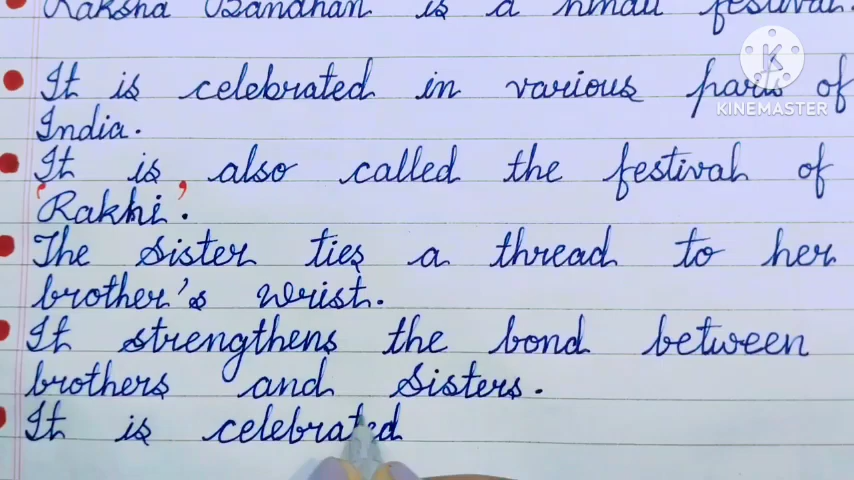 Raksha Bandhan is a hindu festival.
It is celebrated in various parts of
India.
It is also called the festival of
'Rakhi'.
The Sister ties a thread to her
brother's wrist.
It strengthens the bond between
brothers and Sisters.
It is celebrated
K
KINEMASTER